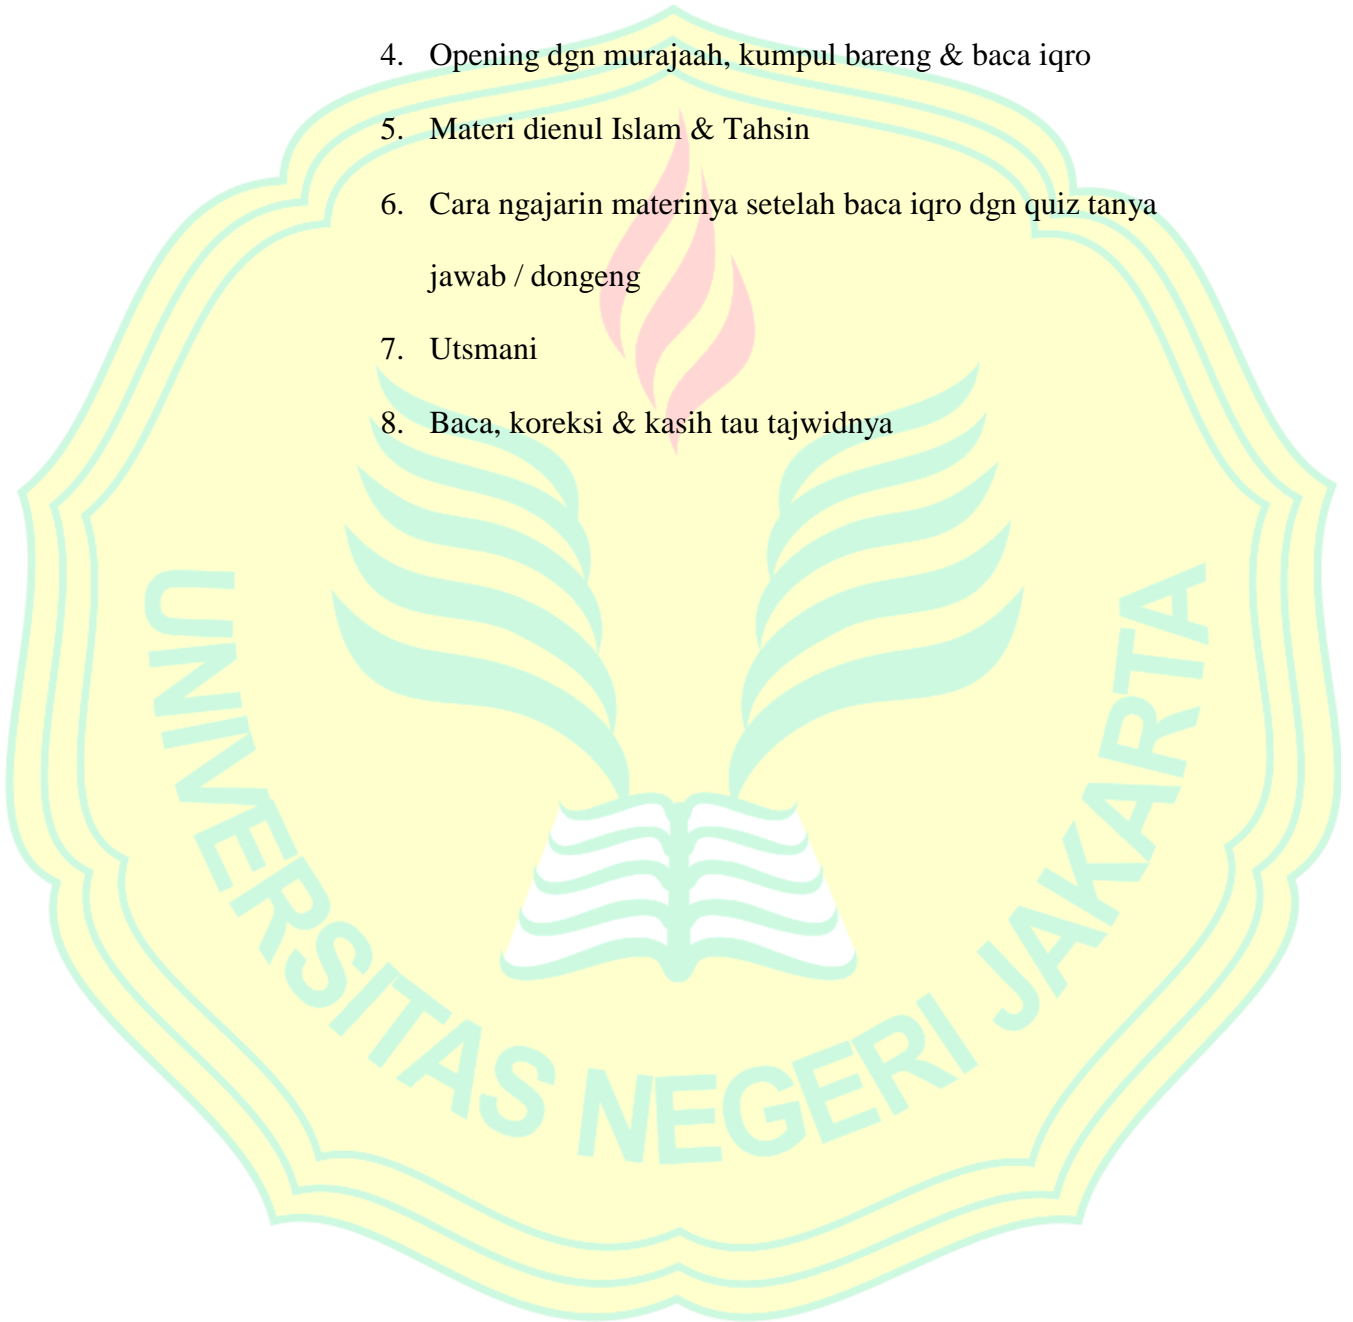 4. Opening dgn murajaah, kumpul bareng & baca iqro
5. Materi dienul Islam & Tahsin
6. Cara ngajarin materinya setelah baca iqro dgn quiz tanya
jawab / dongeng
7. Utsmani
8. Baca, koreksi & kasih tau tajwidnya
UNIVERSITAS NEGERI JAKARTA